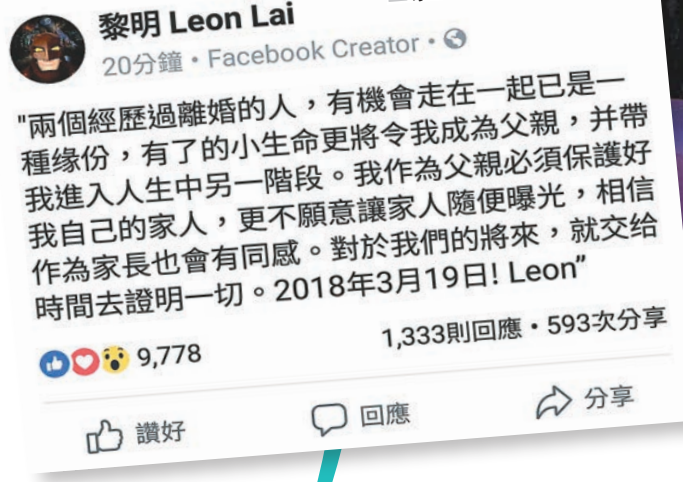 黎明 Leon Lai
20分鐘 • Facebook Creator •
"兩個經歷過離婚的人，有機會走在一起已是一
種缘份，有了的小生命更將令我成為父親，并帶
我進入人生中另一階段。我作為父親必須保護好
我自己的家人，更不願意讓家人隨便曝光，相信
作為家長也會有同感。對於我們的將來，就交给
時間去證明一切。2018年3月19日! Leon”
9,778
1,333則回應 • 593次分享
讚好
回應
分享